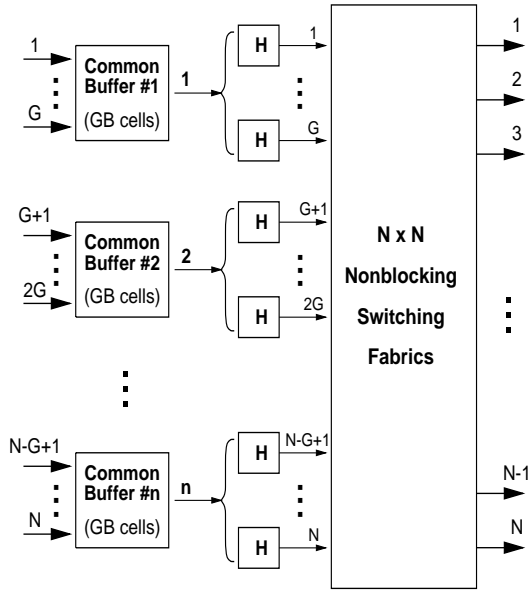 1
G
Common
Buffer #1
(GB cells)
1
H
H
1
G
G+1
2G
Common
Buffer #2
(GB cells)
2
H
H
G+1
2G
N-G+1
N
Common
Buffer #n
(GB cells)
n
H
H
N-G+1
N
N x N
Nonblocking
Switching
Fabrics
1
2
3
N-1
N